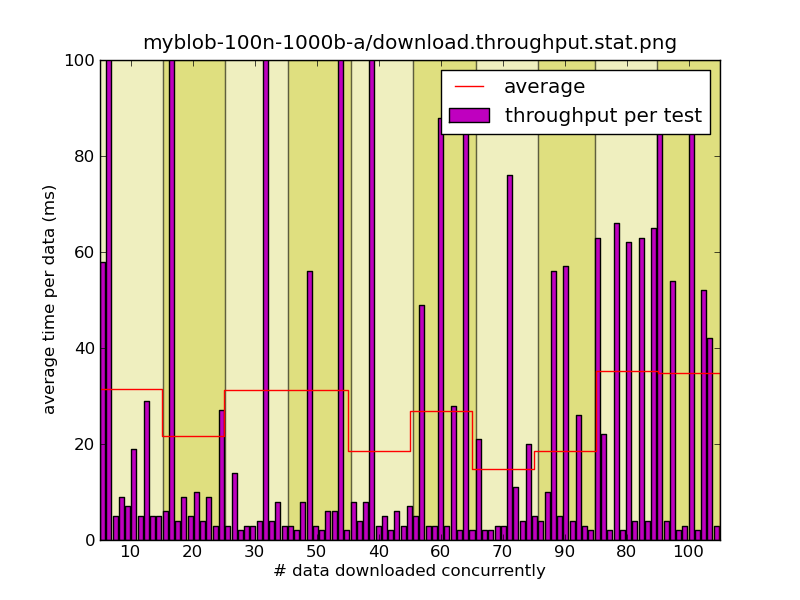 myblob-100n-1000b-a/download.throughput.stat.png
average
throughput per test
100
80
60
40
20
0
average time per data (ms)
10 20 30 50 40 60 70 90 80 100
# data downloaded concurrently